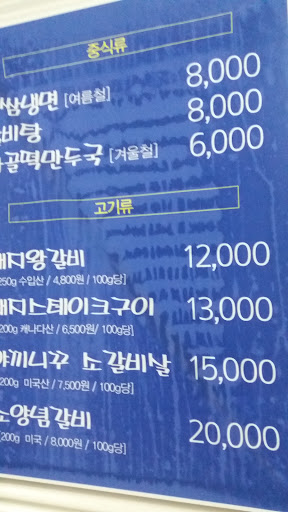 중식류
쌈냉면 [여름철] 8,000
갈비탕 8,000
사골떡만두국 [겨울철] 6,000
고기류
돼지왕갈비 12,000
250g 수입산 / 4,800원 / 100g당]
돼지스테이크구이 13,000
200g 캐나다산 / 6,500원/ 100g당]
야끼니꾸 소갈비살 15,000
200g 미국산 / 7,500원 / 100g당]
소양념갈비 20,000
[200g 미국 / 8,000원 / 100g당]